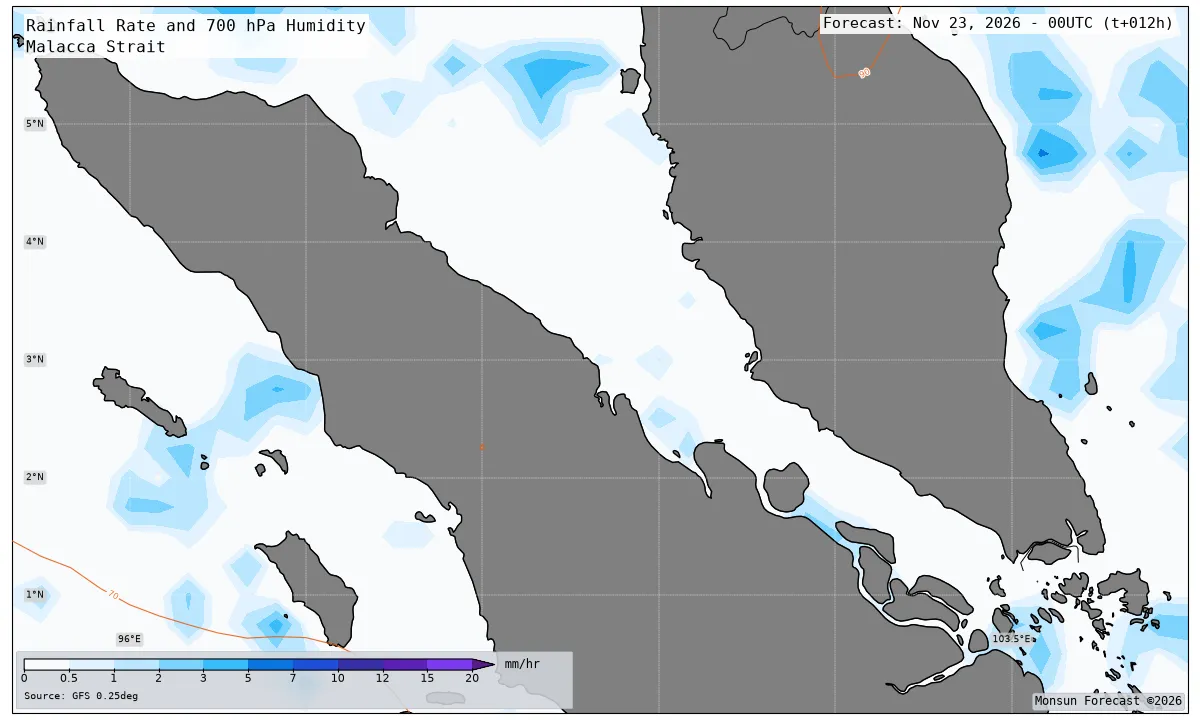 Rainfall Rate and 700 hPa Humidity
Malacca Strait
Forecast: Nov 23, 2026 - 00UTC (t+012h)
90
5°N
4°N
3°N
2°N
1°N
70
96°E
103.5°E
0 0.5 1 2 3 5 7 10 12 15 20
mm/hr
Source: GFS 0.25deg
Monsun Forecast ©2026